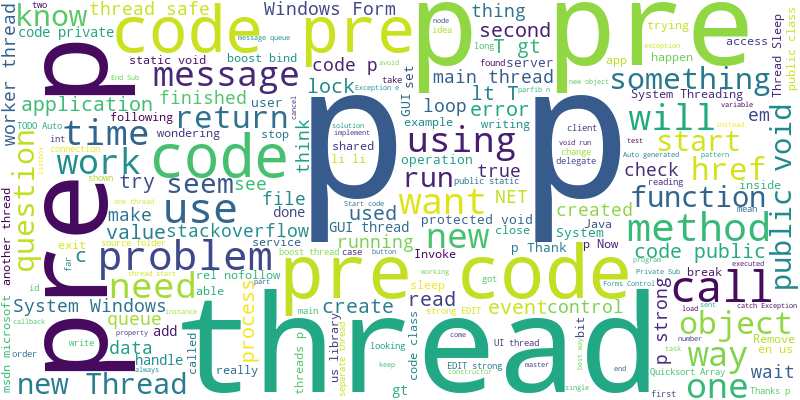 two
know
thread safe
Windows Form
thing
trying
access
code private
code pre
p
pre
node
idea
static void
boost bind
second
long
T gt
happen
app
public class
Thread Sleep
message queue
worker thread
message
code p
main thread
found
server
exception
End Sub
lock
set
take
avoid
new object
parfib n
something
application
finished
user
cancel
GUI
lt T
error
System Threading
variable
TODO Auto
following
wondering
stop
think
solution
implement
shared
loop
example
writing
client
void run
change
delegate
will
em
instead
int
time
return
using
test
connection
question
work
code
li li
operation
start
Auto generated
pattern
listbox
shown
try
seem
see
run
true
public static
check
reading
inside
href
one thread
file
Start code
want
NET
created
function
mean
public void
make
use
done
used
protected void
Java
another thread
value
stackoverflow
GUI thread
new
close
System
method
exit
source folder
service
running
Invoke
p Thank
p Now
code public
c
problem
boost thread
case
button
far
thread start
rel nofollow
pre code
working
program
executed
id
need
able
part
sleep
got
Private Sub
break
call
System Windows
instance
main
create
read
strong EDIT
event
control
Forms Control
load
sent
catch Exception
callback
queue
process
us library
separate thread
bit
p strong
object
msdn microsoft
property
add
threads p
thread
number
Remove
write
data
called
looking
code class
come
UI thread
best way
task
way
en us
order
handle
always
really
keep
EDIT strong
constructor
master
end
Quicksort Array
wait
new Thread
gt
single
one
first
Thanks p